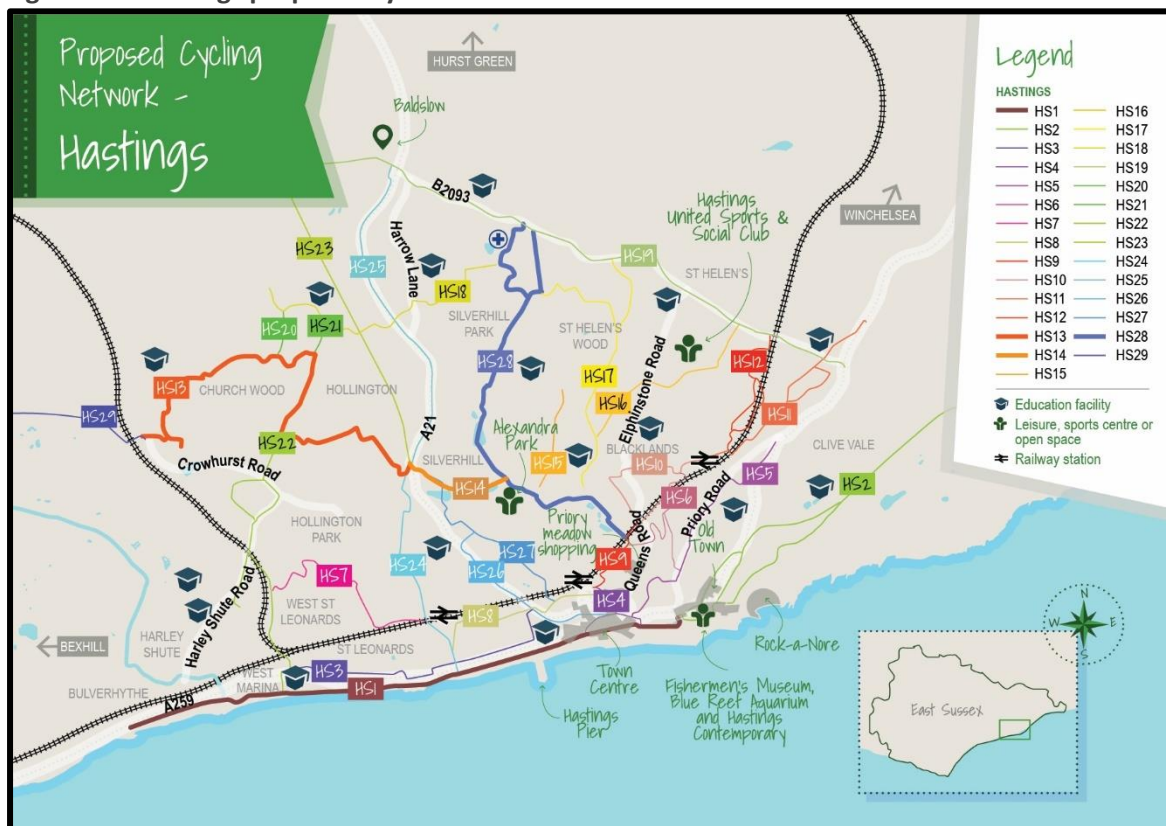 Proposed Cycling
Network -
Hastings
HURST GREEN
Baldslow
B2093
Hastings
United Sports &
Social Club
WINCHELSEA
HS23
HS25
Harrow Lane
HS18
HS19
ST HELEN'S
SILVERHILL
PARK
ST HELEN'S
WOOD
Elphinstone Road
HS20
HS21
HS28
HS12
HS13
CHURCH WOOD
HOLLINGTON
HS17
HS16
HS11
HS29
A21
Alexandra
Park
HS22
BLACKLANDS
CLIVE VALE
Crowhurst Road
SILVERHILL
HS15
HS10
HS5
HS14
HS6
Priory Road
HS2
HOLLINGTON
PARK
Priory
meadow
shopping
Queens Road
Old
Town
HS24
HS27
HS26
HS9
HS7
HS4
Harley Shute Road
WEST ST
LEONARDS
HS8
HARLEY
SHUTE
BEXHILL
ST LEONARDS
Rock-a-Nore
WEST
MARINA
HS3
BULVERHYTHE
A259
HS1
Town
Centre
Hastings
Pier
Fishermen's Museum,
Blue Reef Aquarium
and Hastings
Contemporary
Legend
HASTINGS
HS1
HS2
HS3
HS4
HS5
HS6
HS7
HS8
HS9
HS10
HS11
HS12
HS13
HS14
HS15
HS16
HS17
HS18
HS19
HS20
HS21
HS22
HS23
HS24
HS25
HS26
HS27
HS28
HS29
Education facility
Leisure, sports centre or
open space
Railway station
N
W E
S
East Sussex